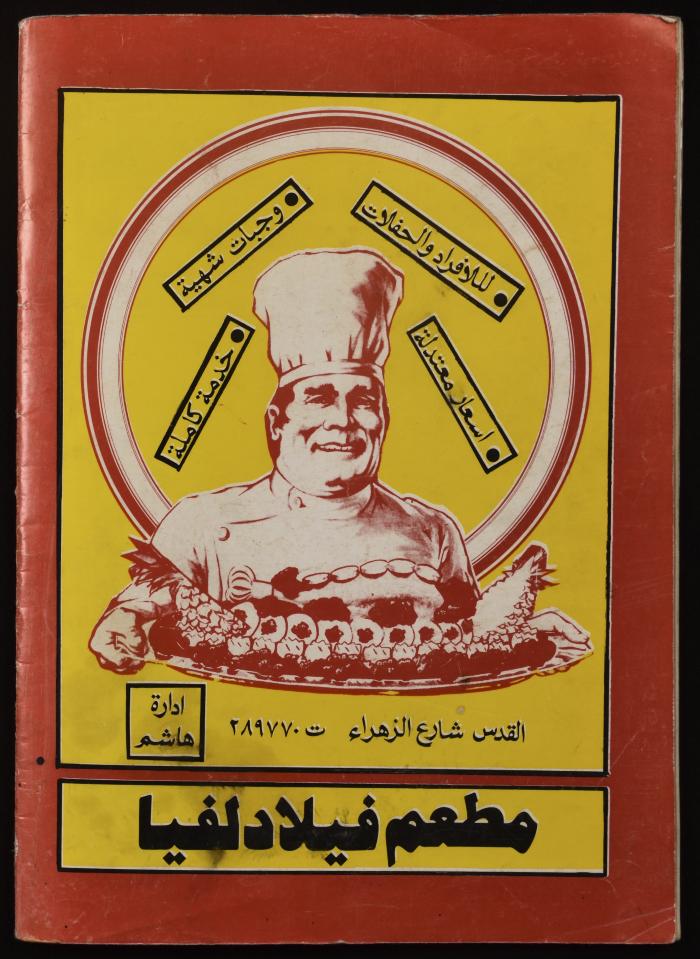 • للافراد والحفلات
• وجبات شهية
• اسعار معتدلة
• خدمة كاملة
القدس شارع الزهراء ت ٢٨٩٧٧٠
ادارة
هاشم
مطعم فيلادلفيا